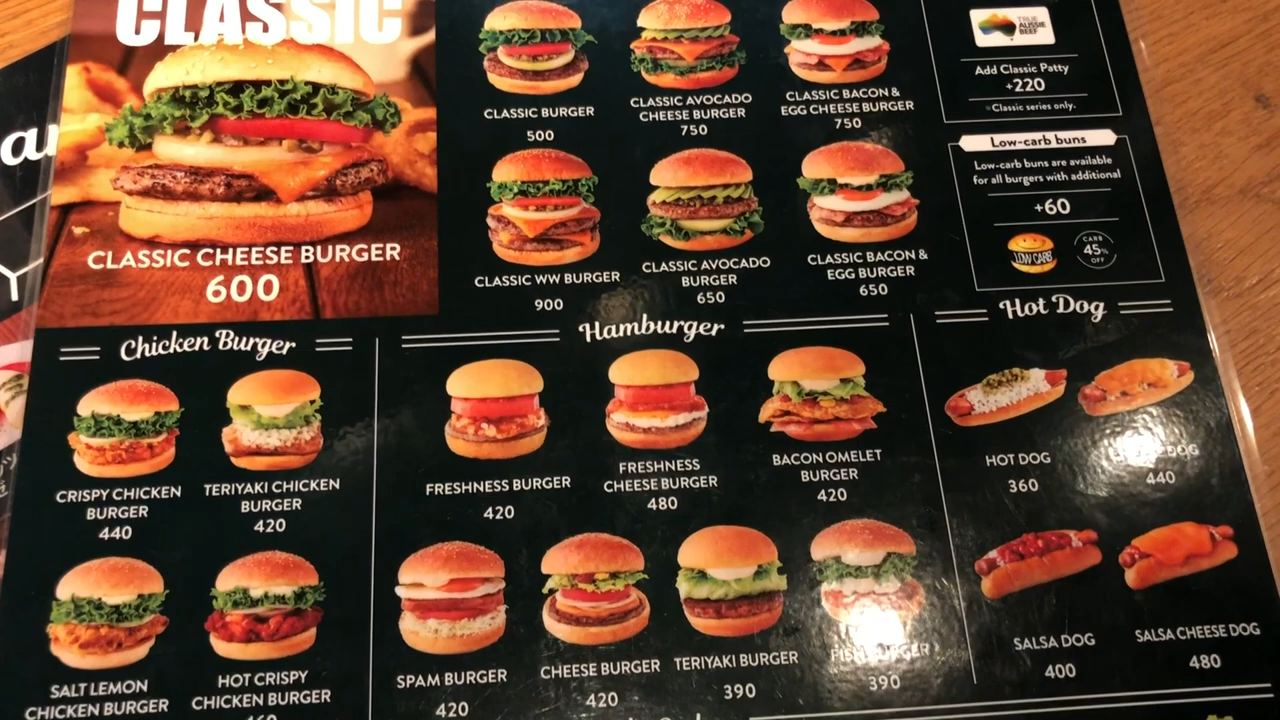 CLASSIC
CLASSIC CHEESE BURGER
600
CLASSIC BURGER
500
CLASSIC AVOCADO
CHEESE BURGER
750
CLASSIC BACON &
EGG CHEESE BURGER
750
CLASSIC WW BURGER
900
CLASSIC AVOCADO
BURGER
650
CLASSIC BACON &
EGG BURGER
650
TRUE
AUSSIE
BEEF
Add Classic Patty
+220
*Classic series only.
Low-carb buns
Low-carb buns are available
for all burgers with additional
+60
LOW CARB
CARB
45%
OFF
Chicken Burger
CRISPY CHICKEN
BURGER
440
TERIYAKI CHICKEN
BURGER
420
SALT LEMON
CHICKEN BURGER
HOT CRISPY
CHICKEN BURGER
Hamburger
FRESHNESS BURGER
420
FRESHNESS
CHEESE BURGER
480
BACON OMELET
BURGER
420
SPAM BURGER
420
CHEESE BURGER
420
TERIYAKI BURGER
390
FISH BURGER
390
Hot Dog
HOT DOG
360
DOG
440
SALSA DOG
400
SALSA CHEESE DOG
480